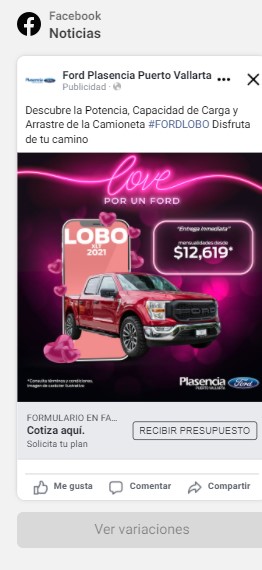 Facebook
Noticias
Ford Plasencia Puerto Vallarta
Publicidad ·
Descubre la Potencia, Capacidad de Carga y
Arrastre de la Camioneta #FORDLOBO Disfruta
de tu camino
love
POR UN FORD
LOBO
2021
"Entrega Inmediata"
mensualidades desde
$12,619*
*Consulta términos y condiciones,
imagen de carácter ilustrativo
Plasencia Ford
PUERTO VALLARTA
FORMULARIO EN FA...
Cotiza aquí.
Solicita tu plan
RECIBIR PRESUPUESTO
Me gusta
Comentar
Compartir
Ver variaciones